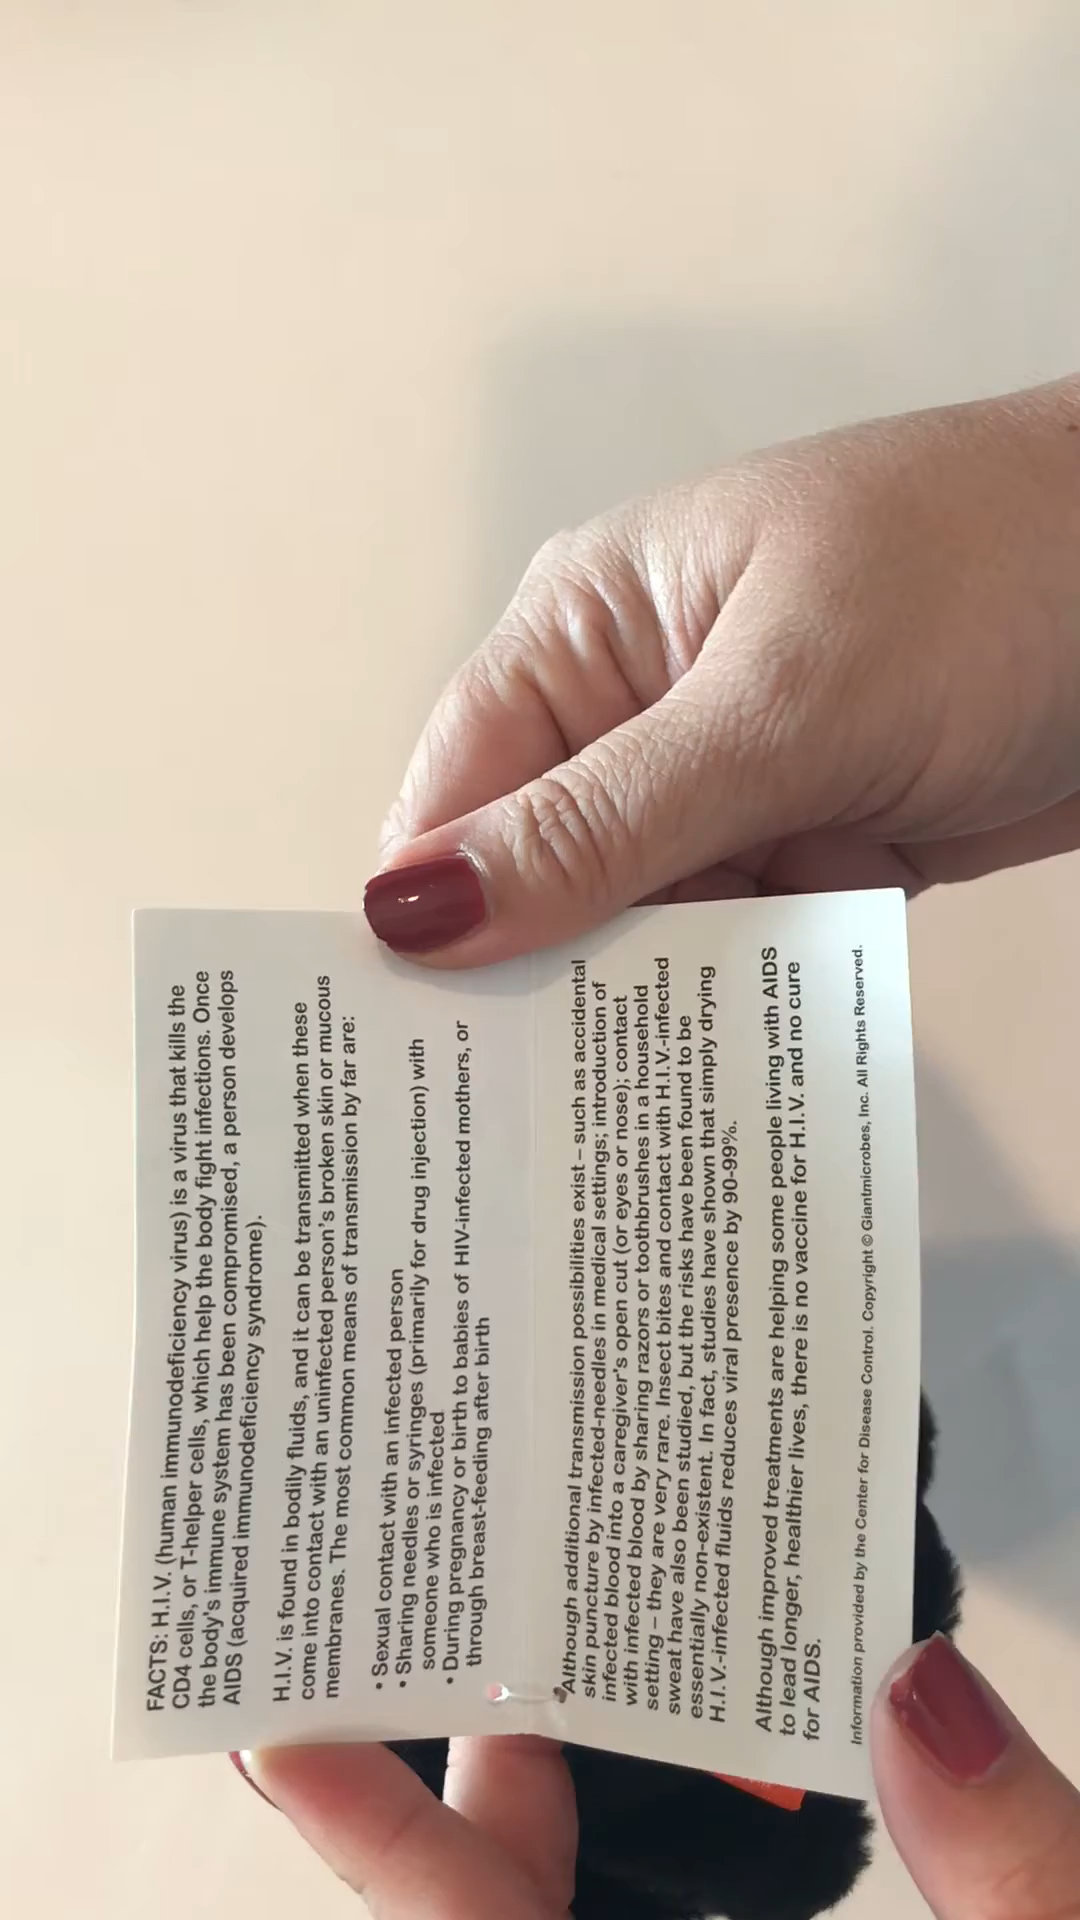 FACTS: H.I.V. (human immunodeficiency virus) is a virus that kills the
CD4 cells, or T-helper cells, which help the body fight infections. Once
the body's immune system has been compromised, a person develops
AIDS (acquired immunodeficiency syndrome).
H.I.V. is found in bodily fluids, and it can be transmitted when these
come into contact with an uninfected person's broken skin or mucous
membranes. The most common means of transmission by far are:
• Sexual contact with an infected person
• Sharing needles or syringes (primarily for drug injection) with
someone who is infected
• During pregnancy or birth to babies of HIV-infected mothers, or
through breast-feeding after birth
Although additional transmission possibilities exist – such as accidental
skin puncture by infected-needles in medical settings; introduction of
infected blood into a caregiver's open cut (or eyes or nose); contact
with infected blood by sharing razors or toothbrushes in a household
setting – they are very rare. Insect bites and contact with H.I.V.-infected
sweat have also been studied, but the risks have been found to be
essentially non-existent. In fact, studies have shown that simply drying
H.I.V.-infected fluids reduces viral presence by 90-99%.
Although improved treatments are helping some people living with AIDS
to lead longer, healthier lives, there is no vaccine for H.I.V. and no cure
for AIDS.
Information provided by the Center for Disease Control. Copyright © Giantmicrobes, Inc. All Rights Reserved.